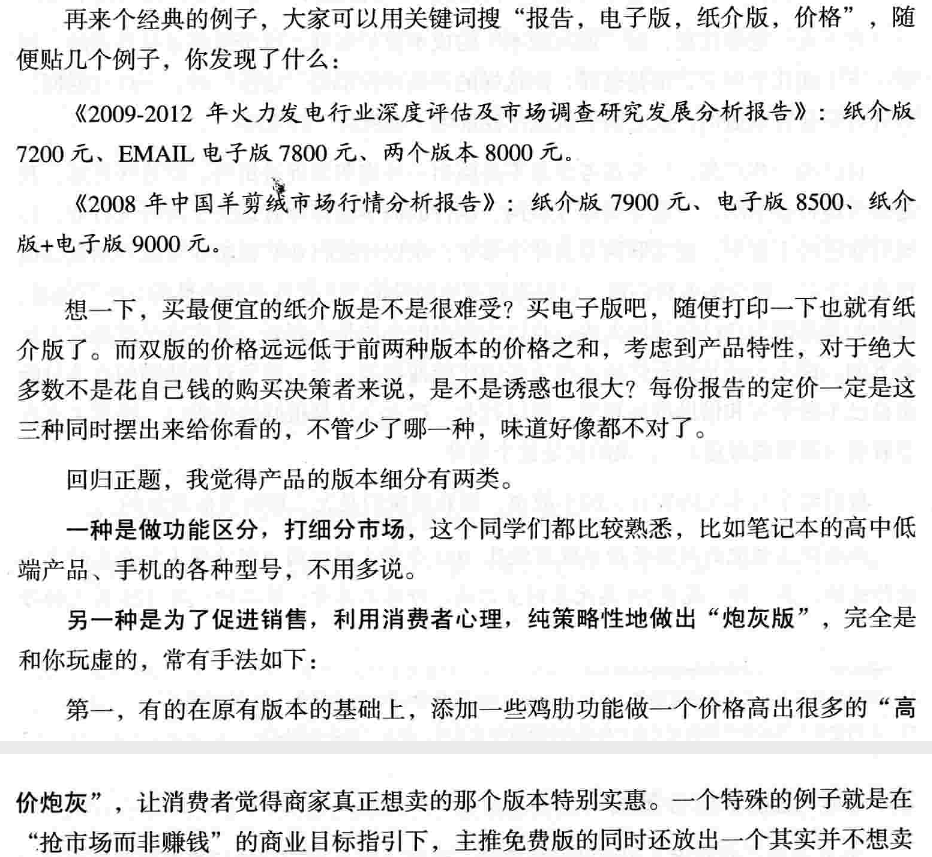 再来个经典的例子，大家可以用关键词搜“报告，电子版，纸介版，价格”，随
便贴几个例子，你发现了什么：
《2009-2012 年火力发电行业深度评估及市场调查研究发展分析报告》：纸介版
7200 元、EMAIL 电子版 7800 元、两个版本 8000 元。
《2008 年中国羊剪绒市场行情分析报告》：纸介版 7900 元、电子版 8500、纸介
版+电子版 9000 元。
想一下，买最便宜的纸介版是不是很难受？买电子版吧，随便打印一下也就有纸
介版了。而双版的价格远远低于前两种版本的价格之和，考虑到产品特性，对于绝大
多数不是花自己钱的购买决策者来说，是不是诱惑也很大？每份报告的定价一定是这
三种同时摆出来给你看的，不管少了哪一种，味道好像都不对了。
回归正题，我觉得产品的版本细分有两类。
一种是做功能区分，打细分市场，这个同学们都比较熟悉，比如笔记本的高中低
端产品、手机的各种型号，不用多说。
另一种是为了促进销售，利用消费者心理，纯策略性地做出“炮灰版”，完全是
和你玩虚的，常有手法如下：
第一，有的在原有版本的基础上，添加一些鸡肋功能做一个价格高出很多的“高
价炮灰”，让消费者觉得商家真正想卖的那个版本特别实惠。一个特殊的例子就是在
“抢市场而非赚钱”的商业目标指引下，主推免费版的同时还放出一个其实并不想卖